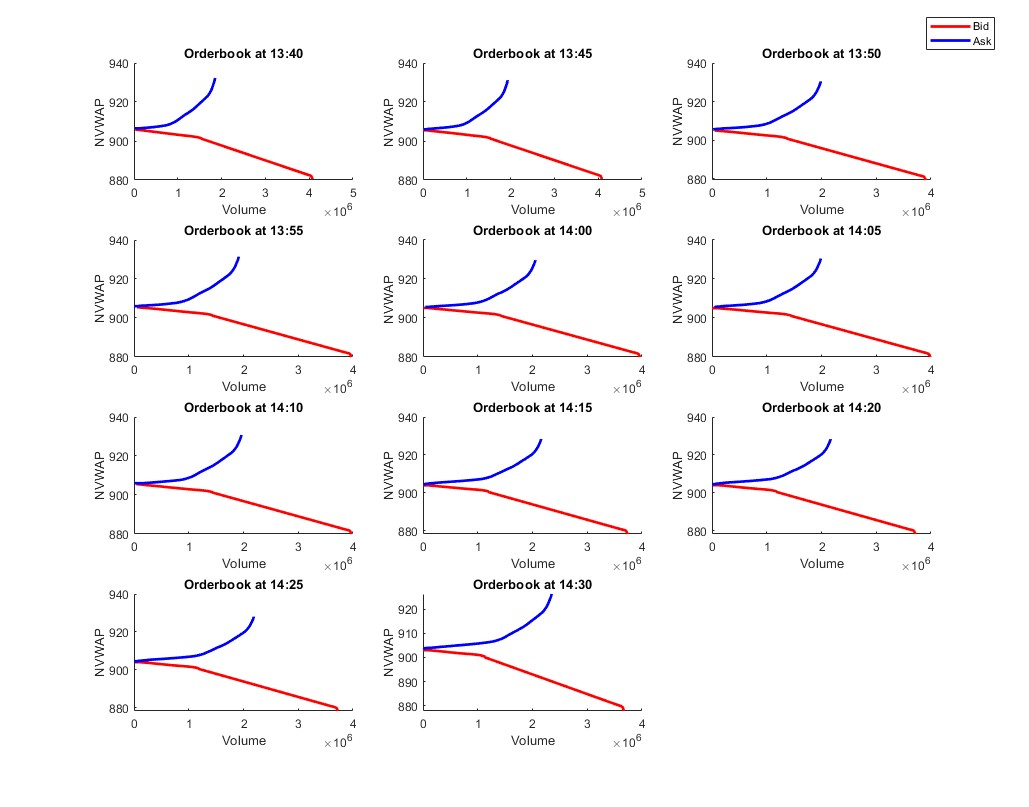 Bid
Ask
Orderbook at 13:40
940
920
900
880
NVWAP
0 1 2 3 4 5
Volume
×10^6
Orderbook at 13:45
940
920
900
880
NVWAP
0 1 2 3 4 5
Volume
×10^6
Orderbook at 13:50
940
920
900
880
NVWAP
0 1 2 3 4
Volume
×10^6
Orderbook at 13:55
940
920
900
880
NVWAP
0 1 2 3 4
Volume
×10^6
Orderbook at 14:00
940
920
900
880
NVWAP
0 1 2 3 4
Volume
×10^6
Orderbook at 14:05
940
920
900
880
NVWAP
0 1 2 3 4
Volume
×10^6
Orderbook at 14:10
940
920
900
880
NVWAP
0 1 2 3 4
Volume
×10^6
Orderbook at 14:15
940
920
900
880
NVWAP
0 1 2 3 4
Volume
×10^6
Orderbook at 14:20
940
920
900
880
NVWAP
0 1 2 3 4
Volume
×10^6
Orderbook at 14:25
940
920
900
880
NVWAP
0 1 2 3 4
Volume
×10^6
Orderbook at 14:30
920
910
900
890
880
NVWAP
0 1 2 3 4
Volume
×10^6